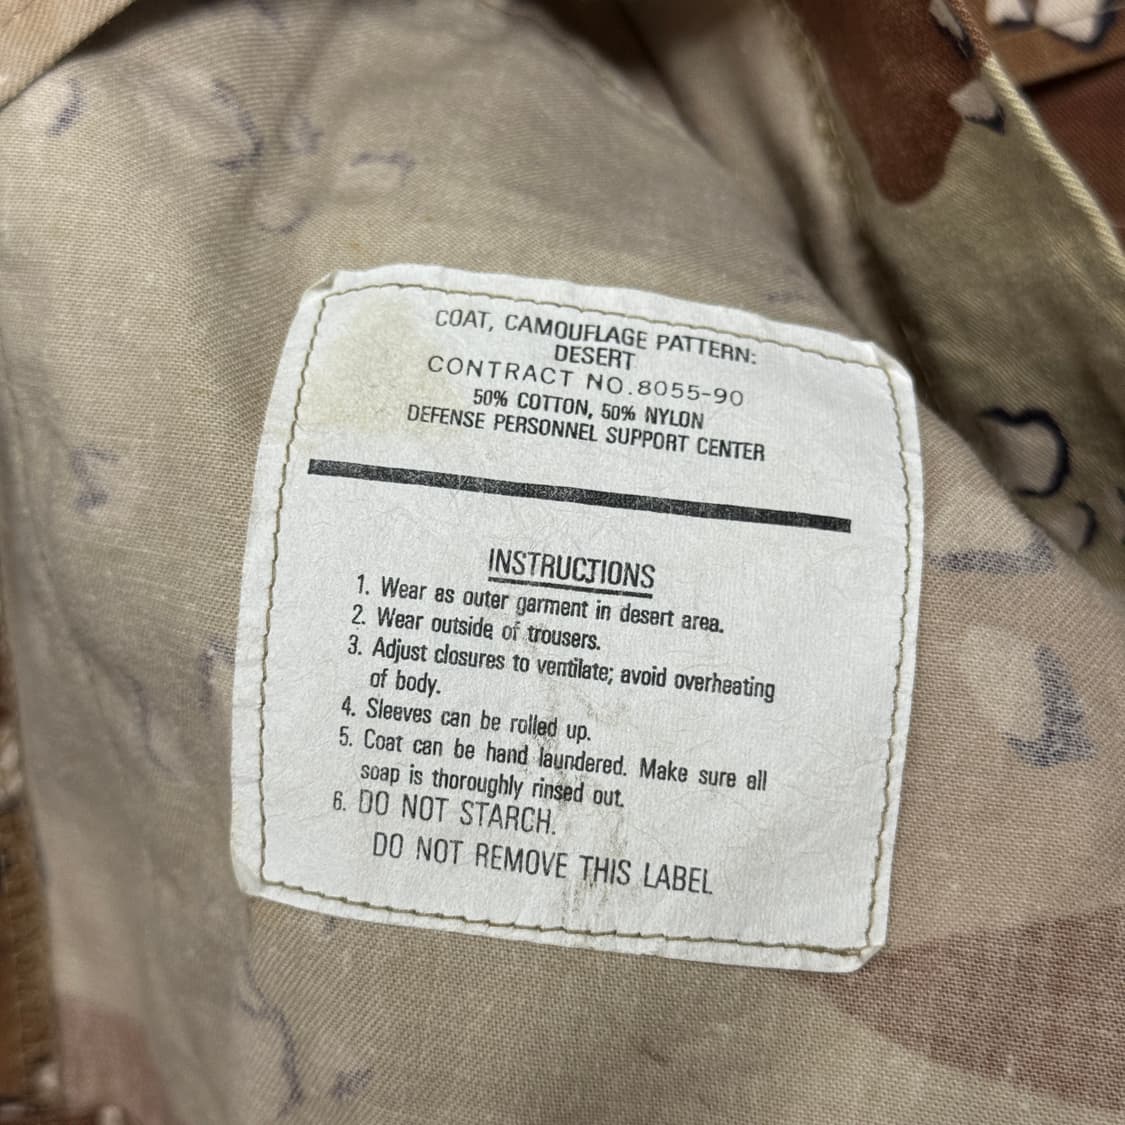 COAT, CAMOUFLAGE PATTERN:
DESERT
CONTRACT NO. 8055-90
50% COTTON, 50% NYLON
DEFENSE PERSONNEL SUPPORT CENTER
INSTRUCTIONS
1. Wear as outer garment in desert area.
2. Wear outside of trousers.
3. Adjust closures to ventilate; avoid overheating
of body.
4. Sleeves can be rolled up.
5. Coat can be hand laundered. Make sure all
soap is thoroughly rinsed out.
6. DO NOT STARCH.
DO NOT REMOVE THIS LABEL